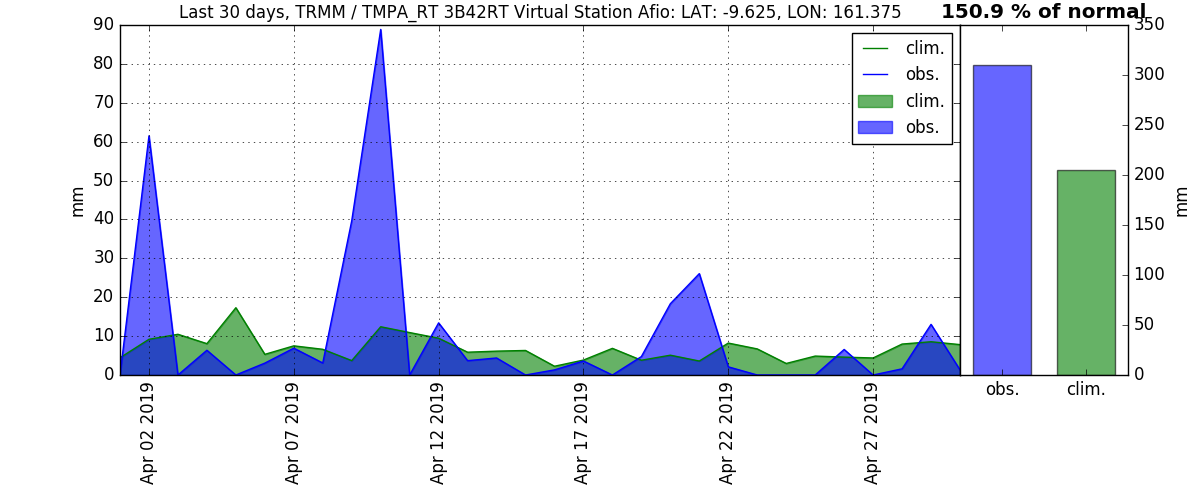 Last 30 days, TRMM / TMPA_RT 3B42RT Virtual Station Afio: LAT: -9.625, LON: 161.375
150.9 % of normal
90
80
70
60
50
40
30
20
10
0
mm
clim.
obs.
clim.
obs.
350
300
250
200
150
100
50
0
mm
Apr 02 2019
Apr 07 2019
Apr 12 2019
Apr 17 2019
Apr 22 2019
Apr 27 2019
obs.
clim.